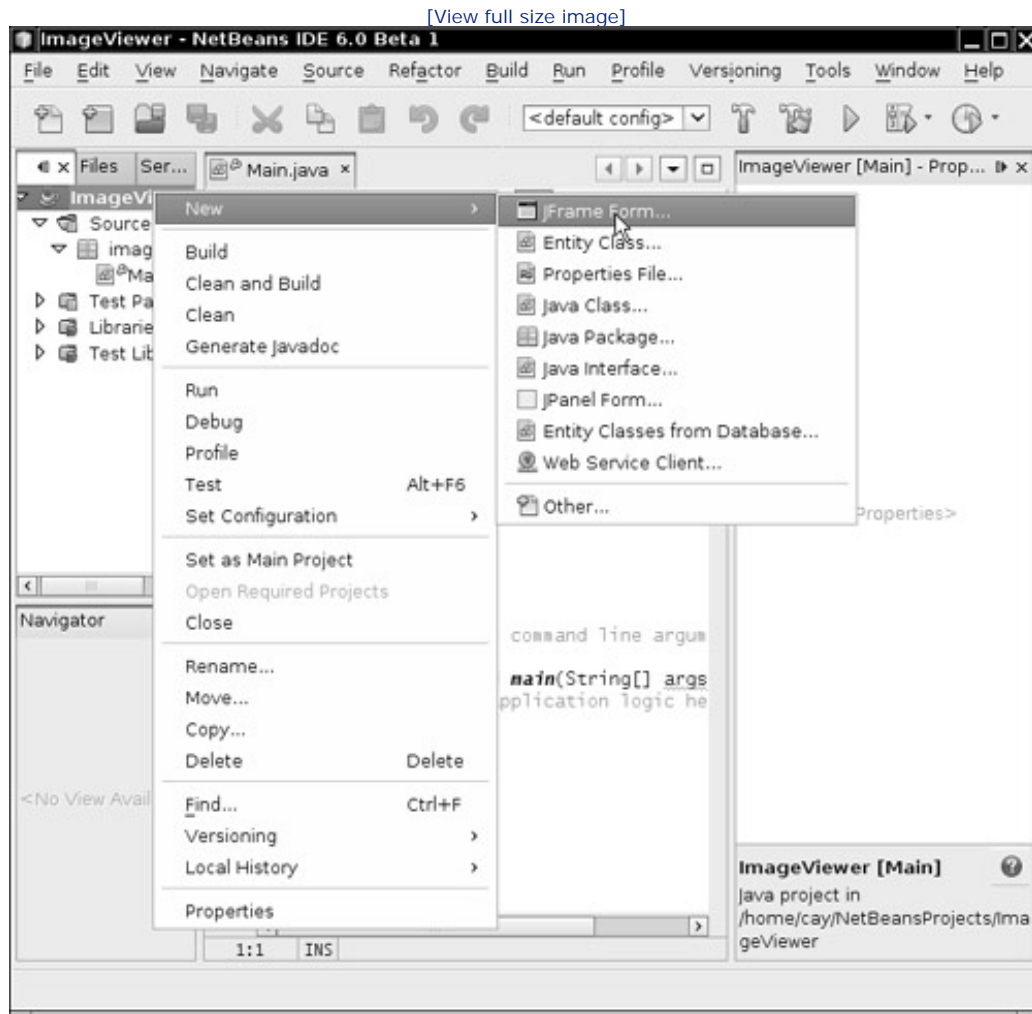 [View full size image]
ImageViewer - NetBeans IDE 6.0 Beta 1
File Edit View Navigate Source Refactor Build Run Profile Versioning Tools Window Help
<default config>
Files Ser... Main.java
ImageViewer [Main] - Prop...
ImageVi
Source
imag
Ma
Test Pa
Librarie
Test Lit
New
Build
Clean and Build
Clean
Generate Javadoc
Run
Debug
Profile
Test Alt+F6
Set Configuration
Set as Main Project
Open Required Projects
Close
Rename...
Move...
Copy...
Delete Delete
Find... Ctrl+F
Versioning
Local History
Properties
JFrame Form...
Entity Class...
Properties File...
Java Class...
Java Package...
Java Interface...
JPanel Form...
Entity Classes from Database...
Web Service Client...
Other...
Properties>
Navigator
<No View Avail
command line argum
main(String[] args
pplication logic he
1:1 INS
ImageViewer [Main]
Java project in
/home/cay/NetBeansProjects/Ima
geViewer